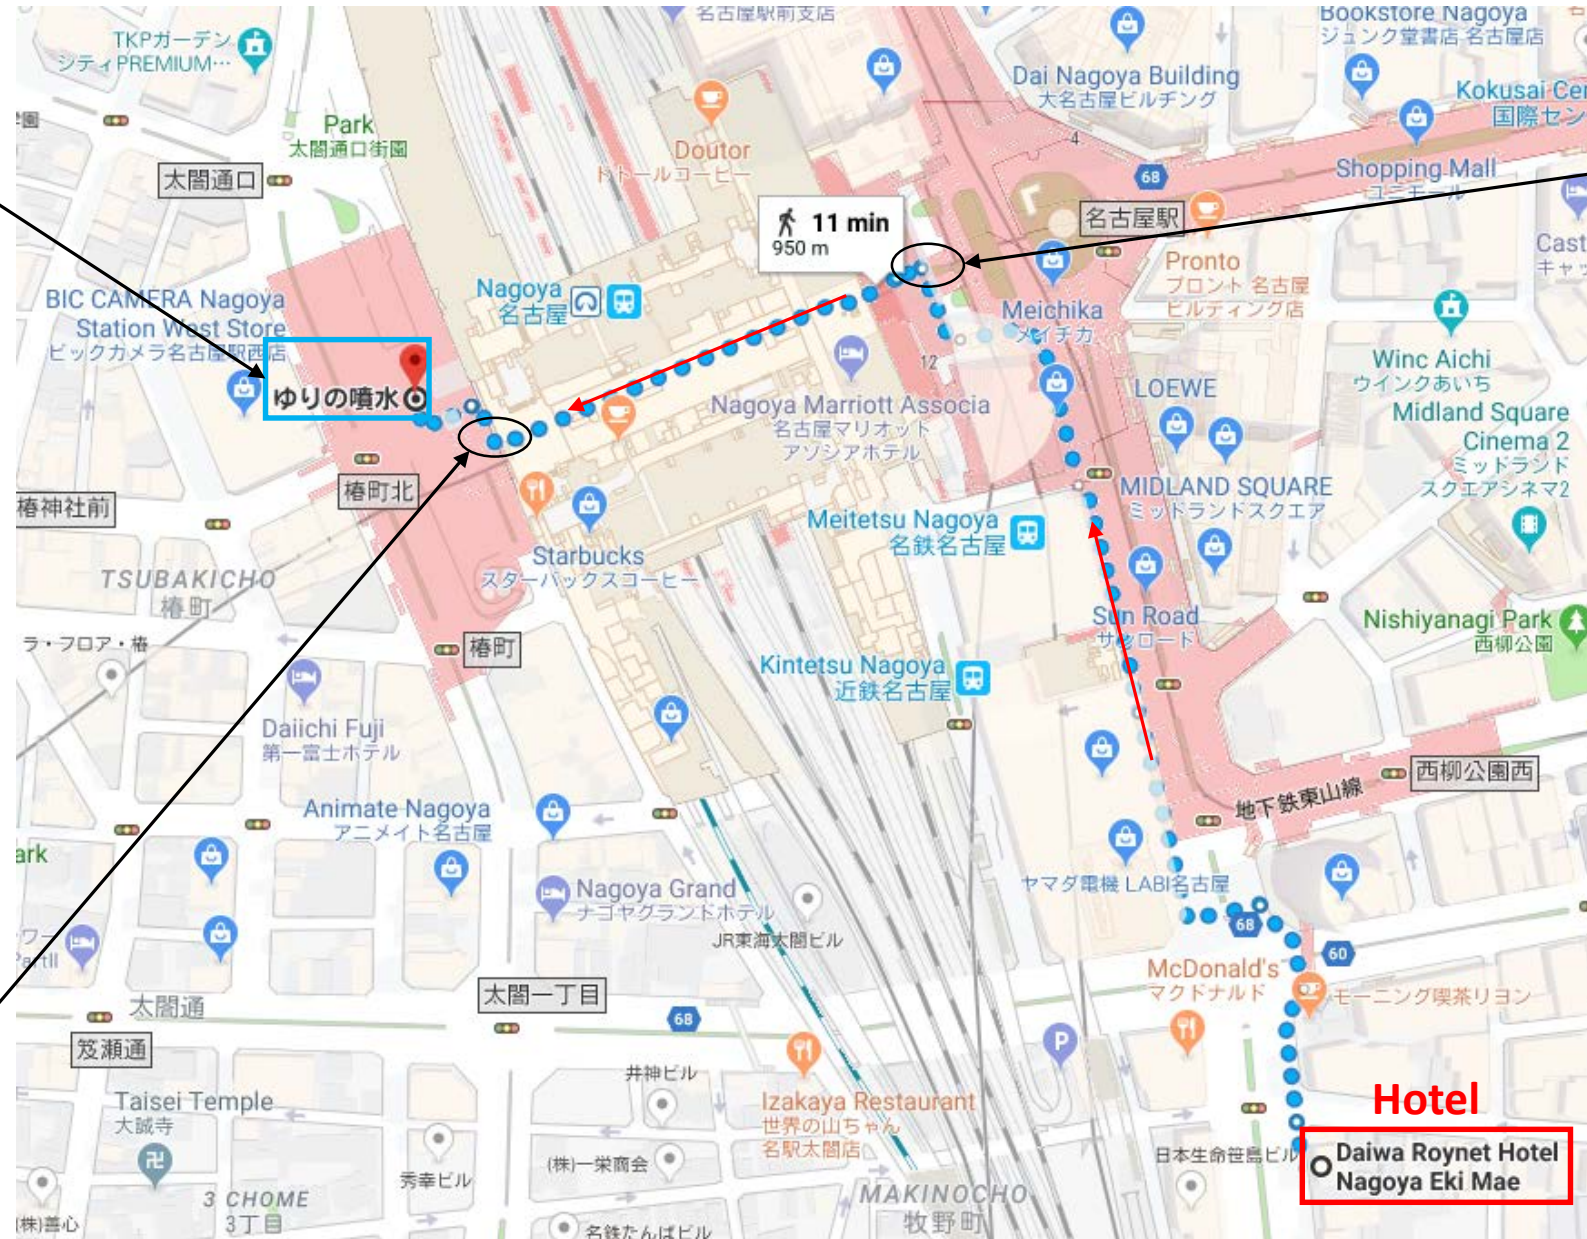 名古屋駅前支店
Bookstore Nagoya
ジュンク堂書店 名古屋店
TKPガーデン
シティPREMIUM…
Dai Nagoya Building
大名古屋ビルヂング
Kokusai Cen
国際セン
Park
太閤通口街園
Doutor
ドトールコーヒー
4
太閤通口
68
Shopping Mall
ユニモール
11 min
950 m
名古屋駅
Cast
キャッ
Pronto
プロント 名古屋
ビルディング店
Nagoya
名古屋
BIC CAMERA Nagoya
Station West Store
ビックカメラ名古屋駅西店
Meichika
メイチカ
12
Winc Aichi
ウインクあいち
ゆりの噴水
LOEWE
Nagoya Marriott Associa
名古屋マリオット
アソシアホテル
Midland Square
Cinema 2
ミッドランド
スクエアシネマ2
椿町北
椿神社前
MIDLAND SQUARE
ミッドランドスクエア
Meitetsu Nagoya
名鉄名古屋
Starbucks
スターバックスコーヒー
TSUBAKICHO
椿町
Sun Road
サンロード
Nishiyanagi Park
西柳公園
ラ・フロア・椿
椿町
Kintetsu Nagoya
近鉄名古屋
Daiichi Fuji
第一富士ホテル
西柳公園西
地下鉄東山線
Animate Nagoya
アニメイト名古屋
ark
ヤマダ電機 LABI名古屋
Nagoya Grand
ナゴヤグランドホテル
68
JR東海太閤ビル
ワー
PartII
60
McDonald's
マクドナルド
モーニング喫茶リヨン
太閤一丁目
太閤通
68
笈瀬通
P
井神ビル
Taisei Temple
大誠寺
Izakaya Restaurant
世界の山ちゃん
名駅太閤店
Hotel
日本生命笹島ビル
Daiwa Roynet Hotel
Nagoya Eki Mae
(株)一栄商会
秀幸ビル
3 CHOME
3丁目
MAKINOCHO
牧野町
(株)善心
名鉄たんばビル